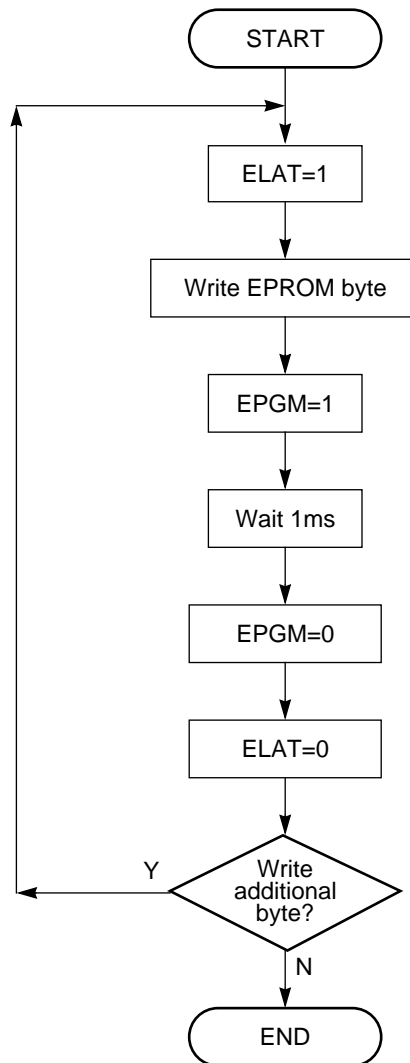 START
ELAT=1
Write EPROM byte
EPGM=1
Wait 1ms
EPGM=0
ELAT=0
Y
Write
additional
byte?
N
END